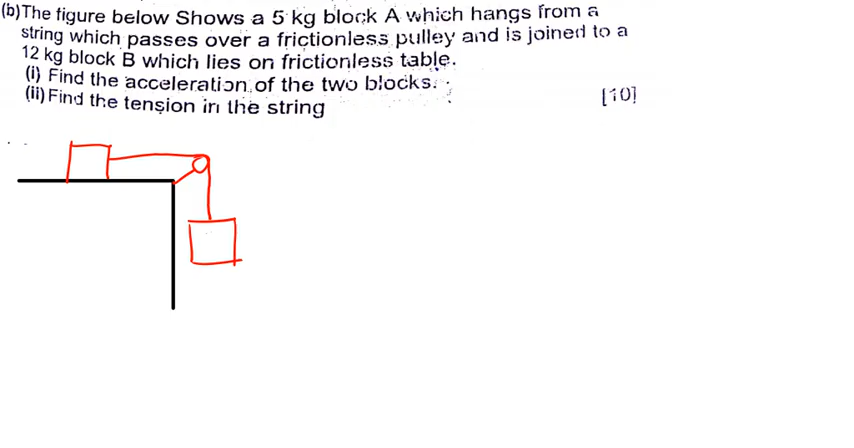 (b)The figure below Shows a 5 kg block A which hangs from a
string which passes over a frictionless pulley and is joined to a
12 kg block B which lies on frictionless table.
(i) Find the acceleration of the two blocks.
(ii) Find the tension in the string
[10]